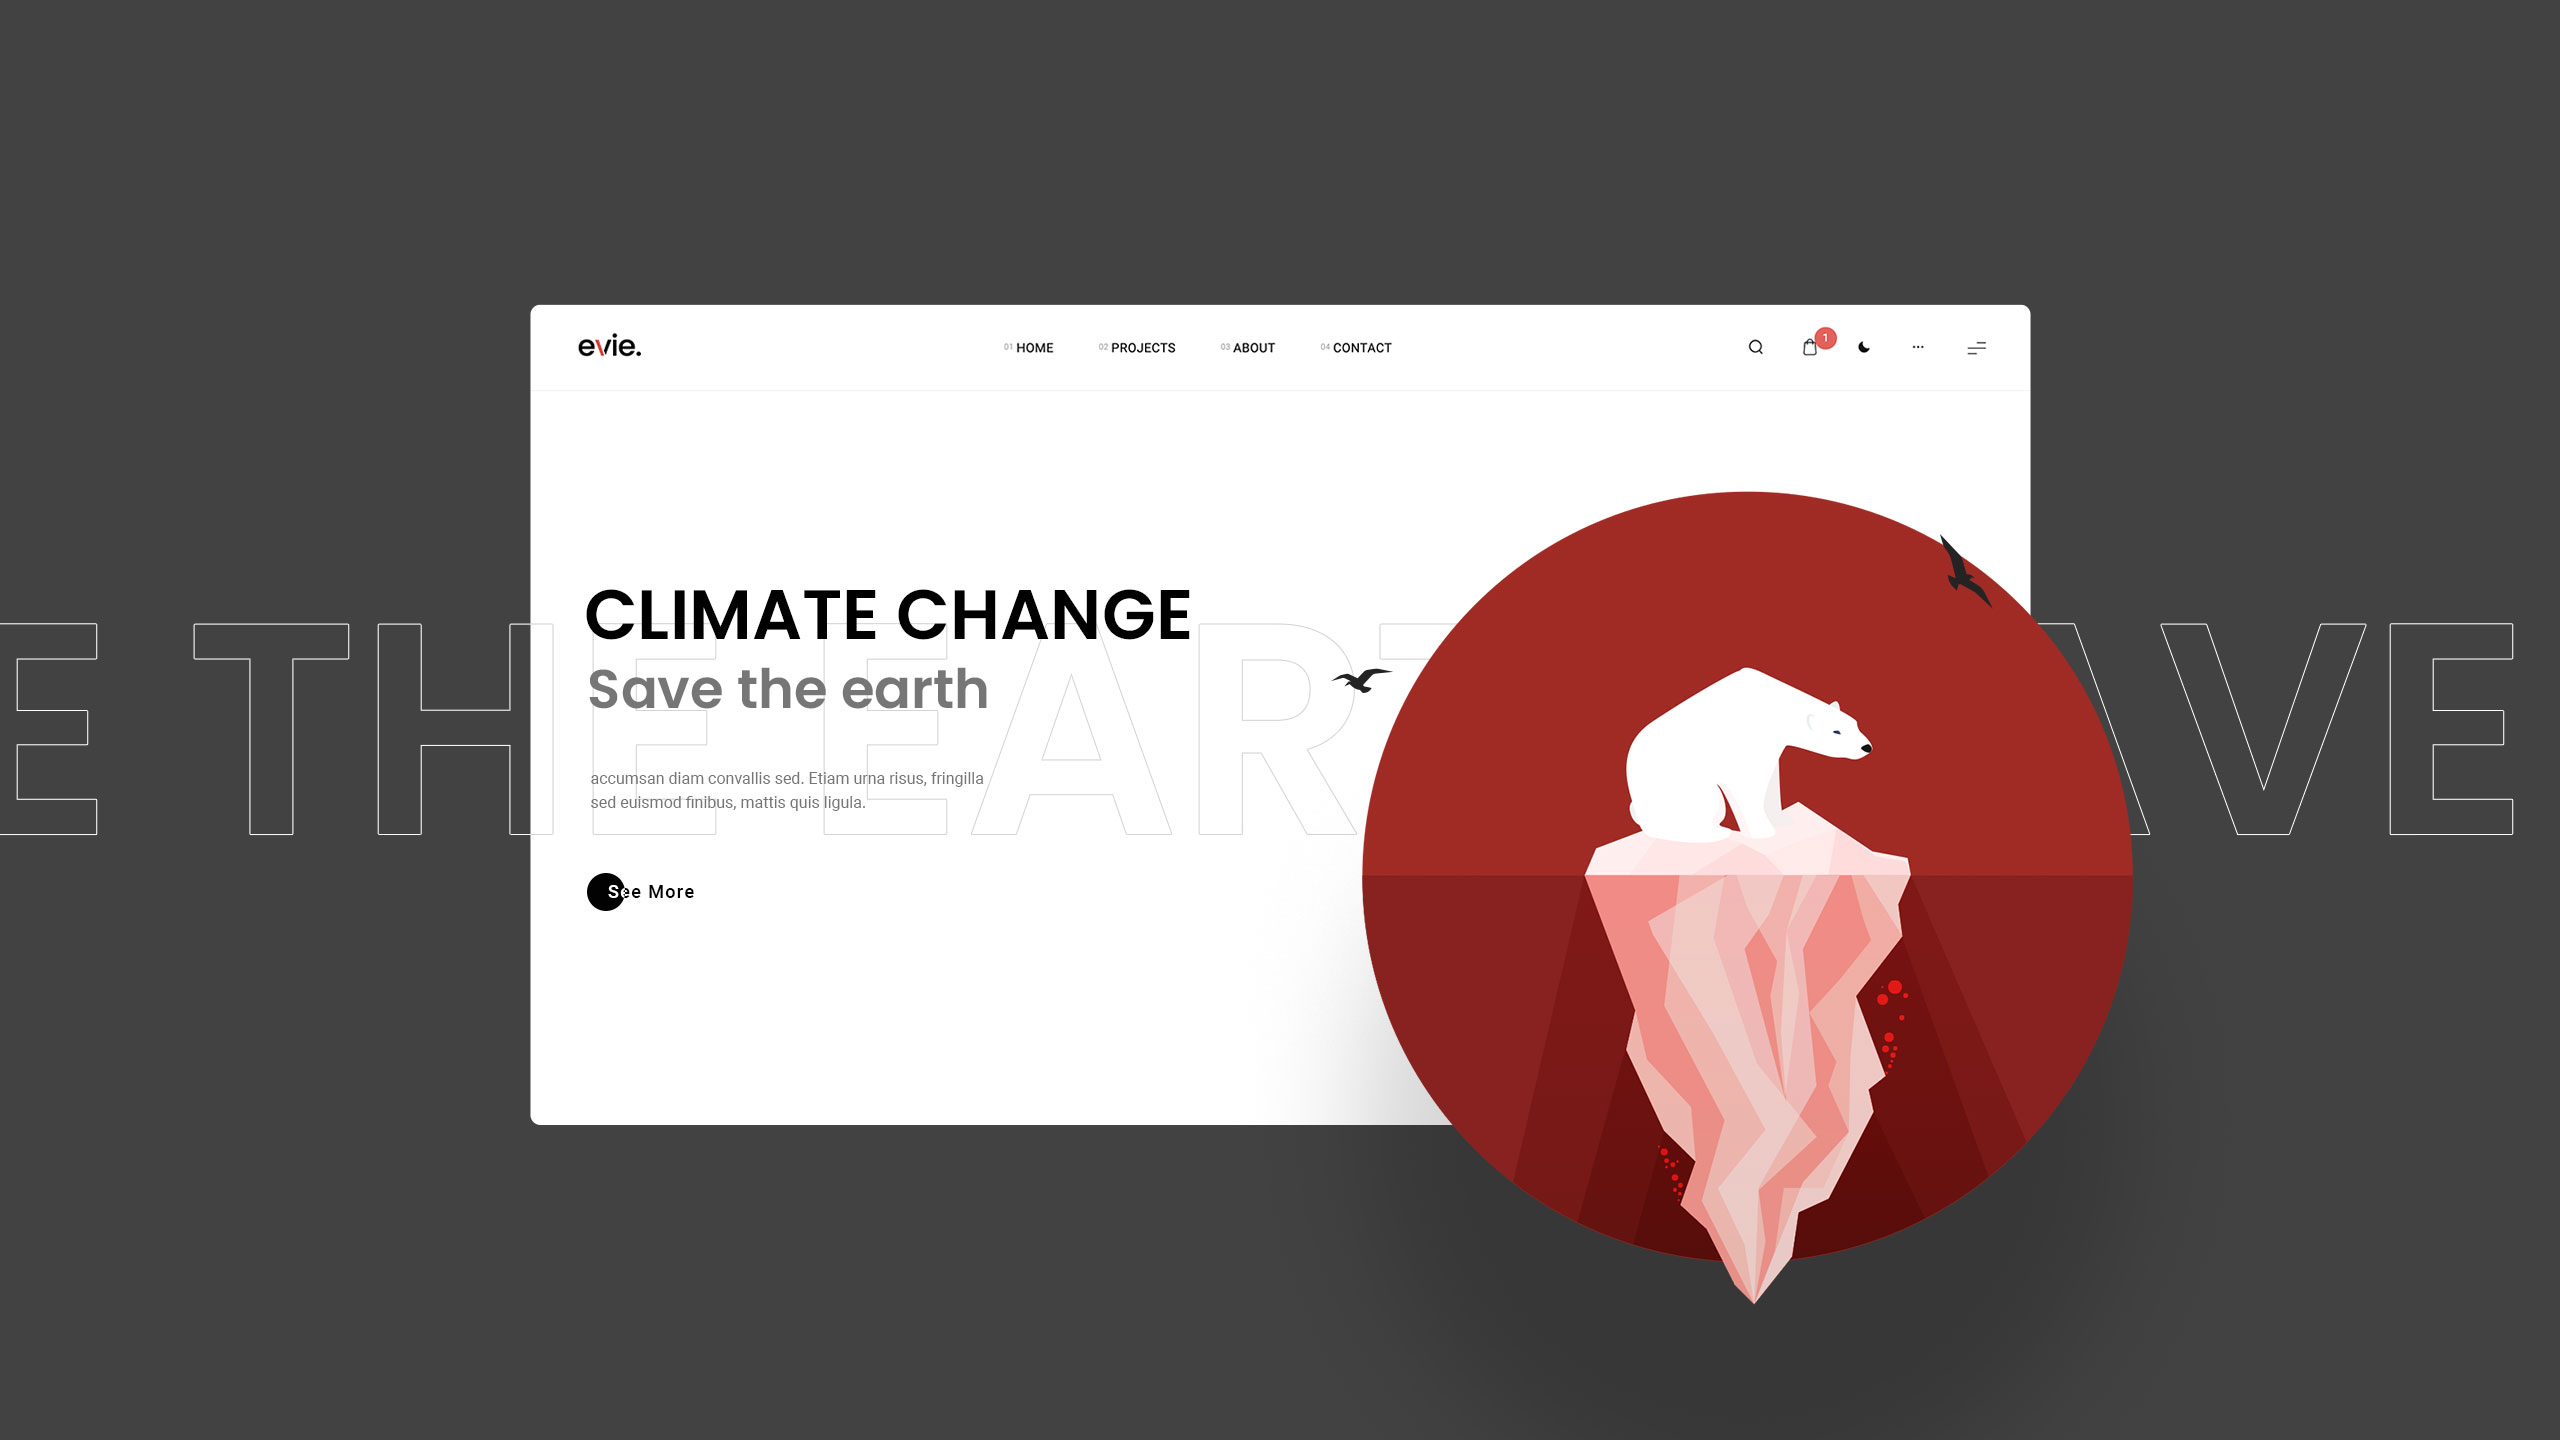 evie.
01 HOME 02 PROJECTS 03 ABOUT 04 CONTACT
1
CLIMATE CHANGE
Save the earth
E THE EART AVE
accumsan diam convallis sed. Etiam urna risus, fringilla
sed euismod finibus, mattis quis ligula.
See More